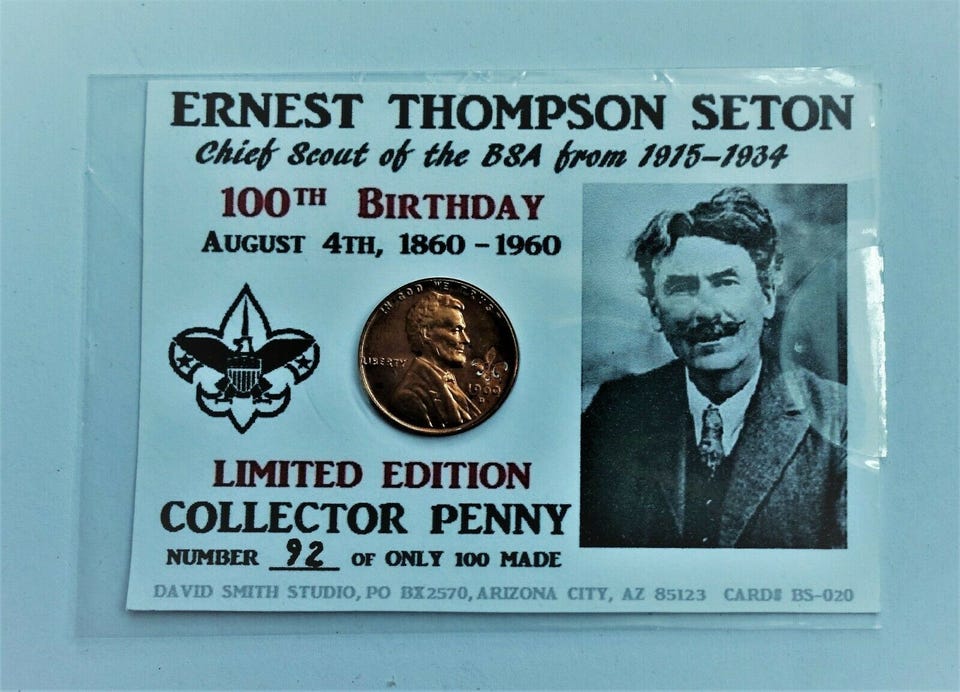 ERNEST THOMPSON SETON
Chief Scout of the BSA from 1915–1934
100TH BIRTHDAY
AUGUST 4TH, 1860 – 1960
IN GOD WE TRUST
LIBERTY
1960
D
LIMITED EDITION
COLLECTOR PENNY
NUMBER 92 OF ONLY 100 MADE
DAVID SMITH STUDIO, PO BX2570, ARIZONA CITY, AZ 85123 CARD# BS-020